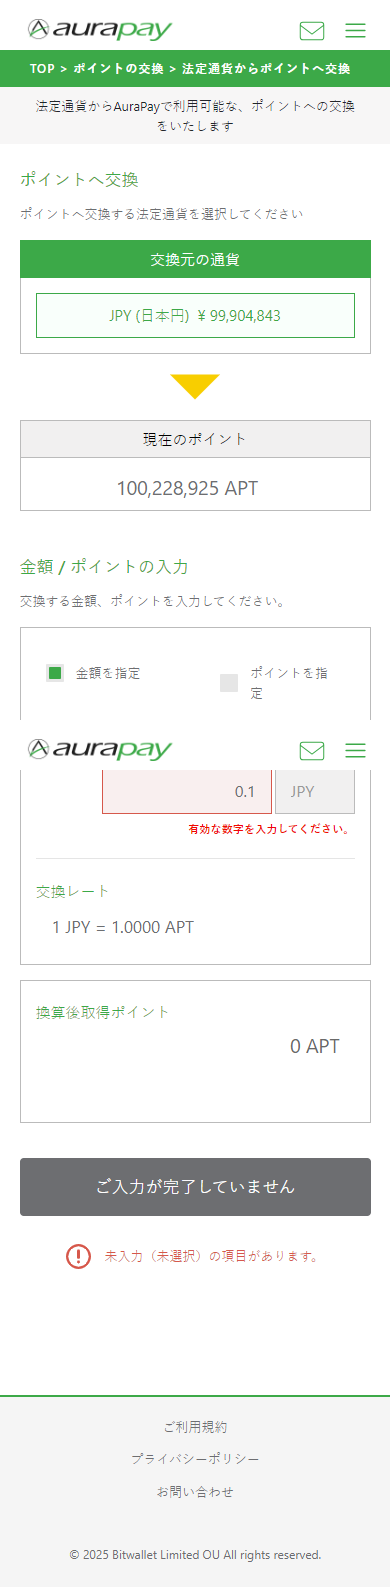 aurapay
TOP > ポイントの交換 > 法定通貨からポイントへ交換
法定通貨からAuraPayで利用可能な、ポイントへの交換
をいたします
ポイントへ交換
ポイントへ交換する法定通貨を選択してください
交換元の通貨
JPY (日本円) ¥ 99,904,843
現在のポイント
100,228,925 APT
金額 / ポイントの入力
交換する金額、ポイントを入力してください。
金額を指定
ポイントを指
定
aurapay
0.1 JPY
有効な数字を入力してください。
交換レート
1 JPY = 1.0000 APT
換算後取得ポイント
0 APT
ご入力が完了していません
未入力（未選択）の項目があります。
ご利用規約
プライバシーポリシー
お問い合わせ
© 2025 Bitwallet Limited OU All rights reserved.